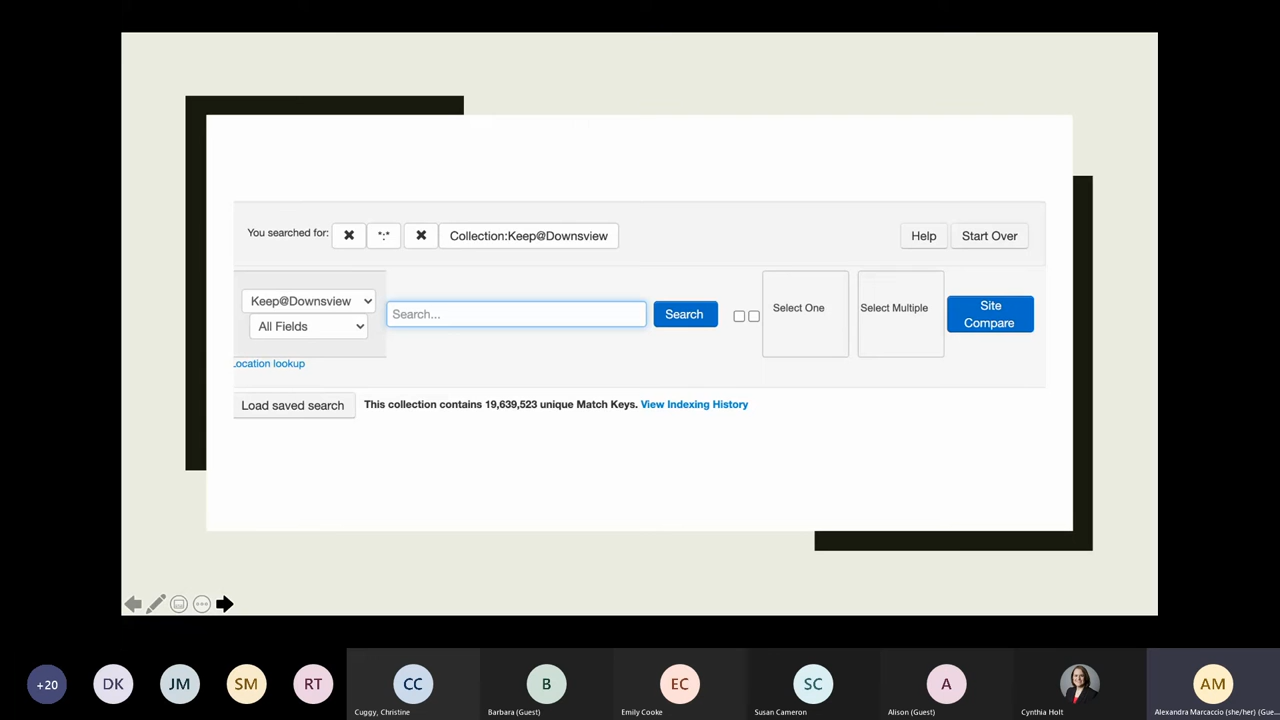 You searched for: ✖ *:* ✖ Collection:Keep@Downsview Help Start Over
Keep@Downsview
All Fields
Search... Search Select One Select Multiple Site Compare
Location lookup
Load saved search This collection contains 19,639,523 unique Match Keys. View Indexing History
+20 DK JM SM RT CC B EC SC A AM
Cuggy, Christine Barbara (Guest) Emily Cooke Susan Cameron Alison (Guest) Cynthia Holt Alexandra Marcaccio (she/her) (Gue...